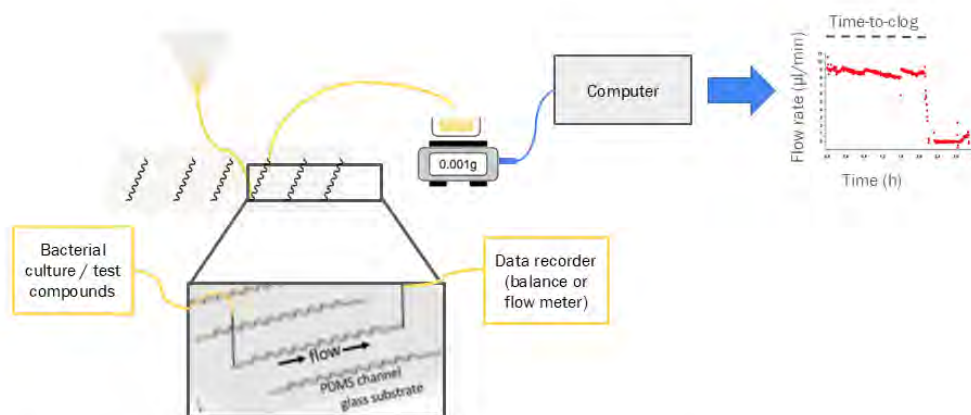 Time-to-clog
Flow rate (µl/min)
Time (h)
Computer
0.001g
Bacterial
culture / test
compounds
Data recorder
(balance or
flow meter)
flow
PDMS channel
glass substrate